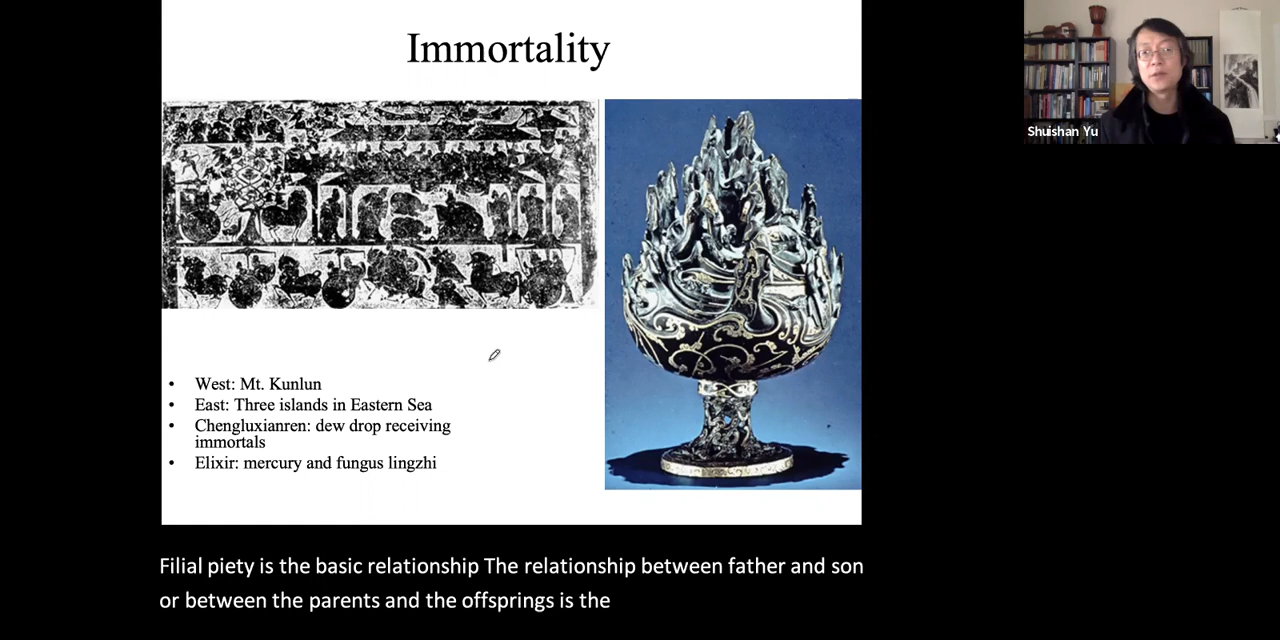 Immortality
Shuishan Yu
• West: Mt. Kunlun
• East: Three islands in Eastern Sea
• Chengluxianren: dew drop receiving
immortals
• Elixir: mercury and fungus lingzhi
Filial piety is the basic relationship The relationship between father and son
or between the parents and the offsprings is the